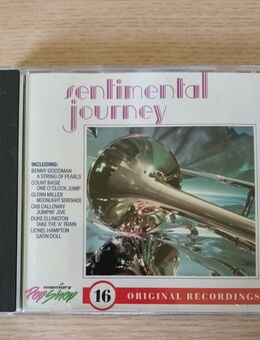 sentimental
journey
INCLUDING:
BENNY GOODMAN
A STRING OF PEARLS
COUNT BASIE
ONE O'CLOCK JUMP
GLENN MILLER
MOONLIGHT SERENADE
CAB CALLOWAY
JUMPIN' JIVE
DUKE ELLINGTON
TAKE THE 'A' TRAIN
LIONEL HAMPTON
SATIN DOLL
memory
Pop Shop
16 ORIGINAL RECORDINGS